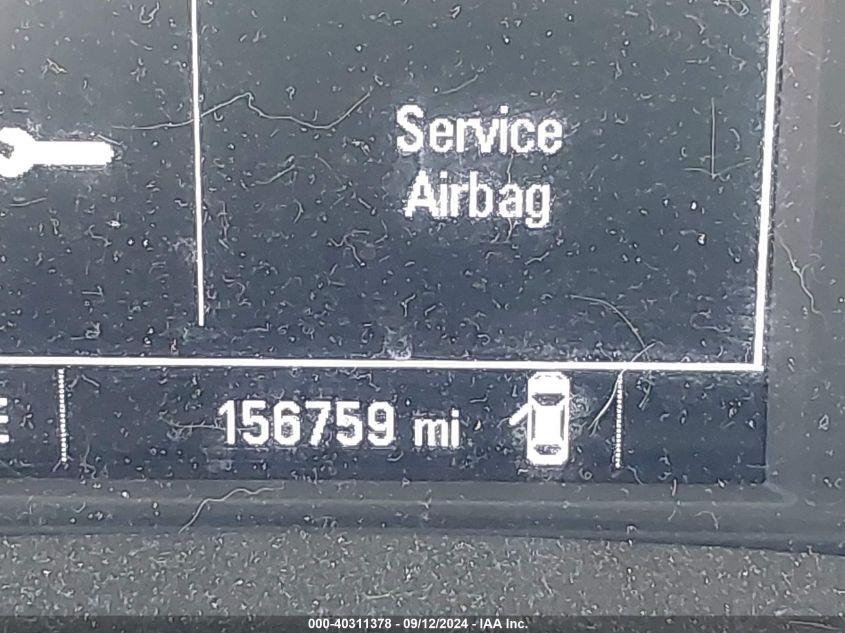 Service
Airbag
156759 mi
000-40311378 - 09/12/2024 - IAA Inc.